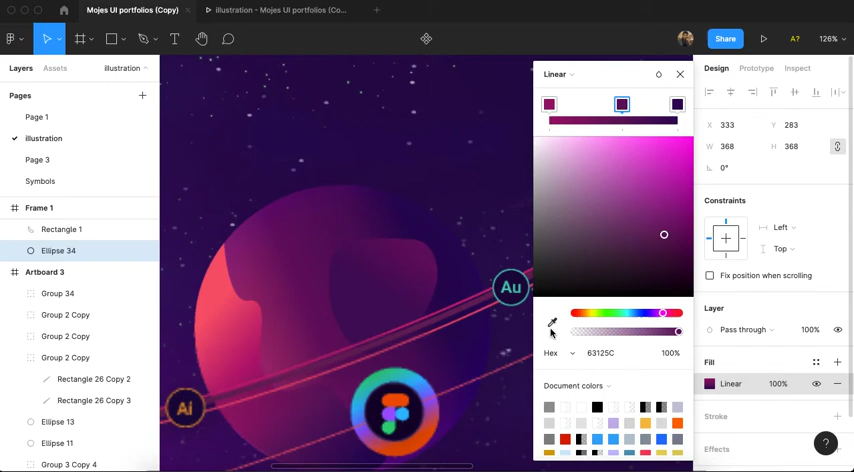 Mojes UI portfolios (Copy)
illustration - Mojes UI portfolios (Co...
Share
A?
126%
Layers
Assets
illustration
Pages
Page 1
illustration
Page 3
Symbols
Frame 1
Rectangle 1
Ellipse 34
Artboard 3
Group 34
Group 2 Copy
Group 2 Copy
Group 2 Copy
Rectangle 26 Copy 2
Rectangle 26 Copy 3
Ellipse 13
Ellipse 11
Group 3 Copy 4
Au
Ai
Linear
Hex
63125C
100%
Document colors
Design
Prototype
Inspect
X 333
Y 283
W 368
H 368
0°
Constraints
Left
Top
Fix position when scrolling
Layer
Pass through
100%
Fill
Linear
100%
Stroke
Effects
?